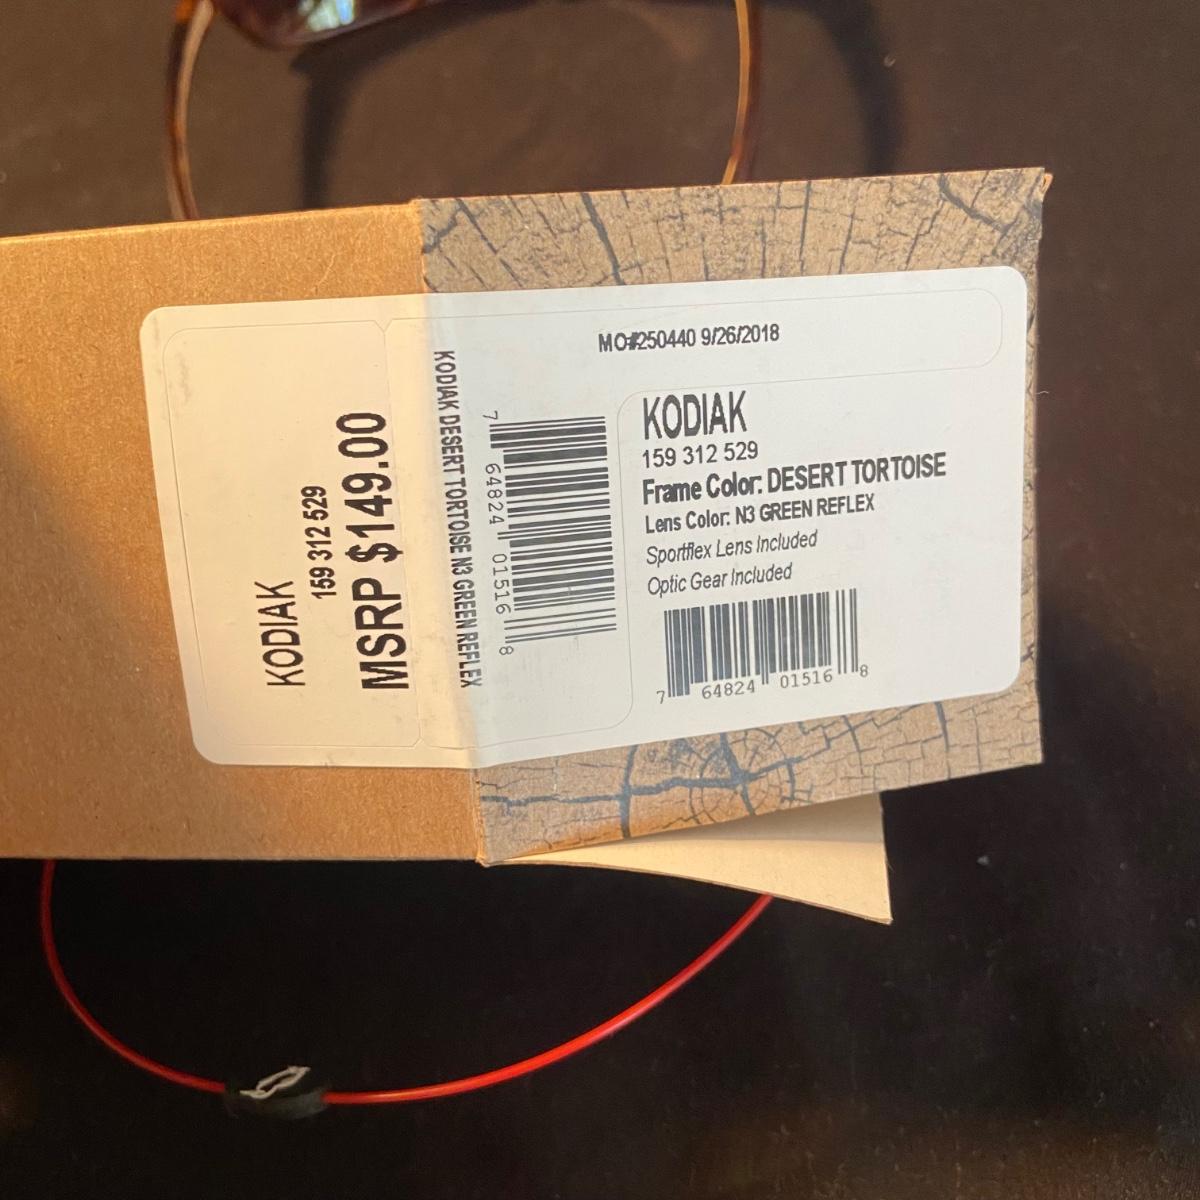 KODIAK
159 312 529
MSRP $149.00
KODIAK DESERT TORTOISE N3 GREEN REFLEX
7 64824 01516 8
MO#250440 9/26/2018
KODIAK
159 312 529
Frame Color: DESERT TORTOISE
Lens Color: N3 GREEN REFLEX
Sportflex Lens Included
Optic Gear Included
7 64824 01516 8